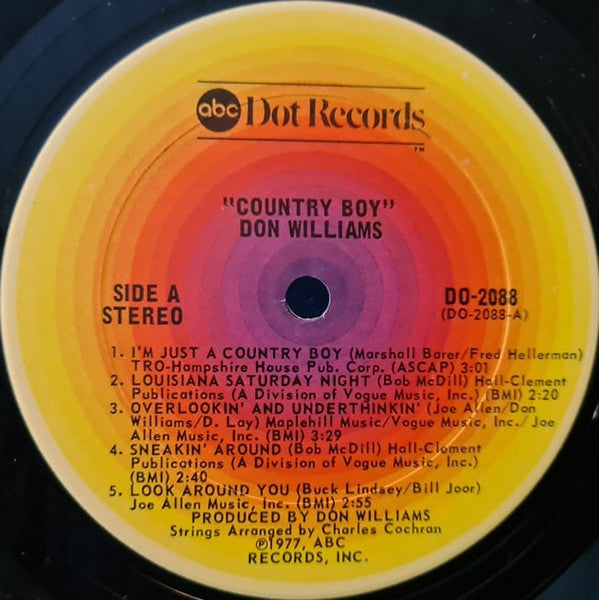 abc Dot Records
TM
"COUNTRY BOY"
DON WILLIAMS
SIDE A
STEREO
DO-2088
(DO-2088-A)
1. I'M JUST A COUNTRY BOY (Marshall Barer/Fred Hellerman)
TRO-Hampshire House Pub. Corp. (ASCAP) 3:01
2. LOUISIANA SATURDAY NIGHT (Bob McDill) Hall-Clement
Publications (A Division of Vogue Music, Inc.) (BMI) 2:20
3. OVERLOOKIN' AND UNDERTHINKIN' (Joe Allen/Don
Williams/D. Lay) Maplehill Music/Vogue Music, Inc./Joe
Allen Music, Inc. (BMI) 3:29
4. SNEAKIN' AROUND (Bob McDill) Hall-Clement
Publications (A Division of Vogue Music, Inc.)
(BMI) 2:40
5. LOOK AROUND YOU (Buck Lindsey/Bill Joor)
Joe Allen Music, Inc. (BMI) 2:55
PRODUCED BY DON WILLIAMS
Strings Arranged by Charles Cochran
℗1977, ABC
RECORDS, INC.